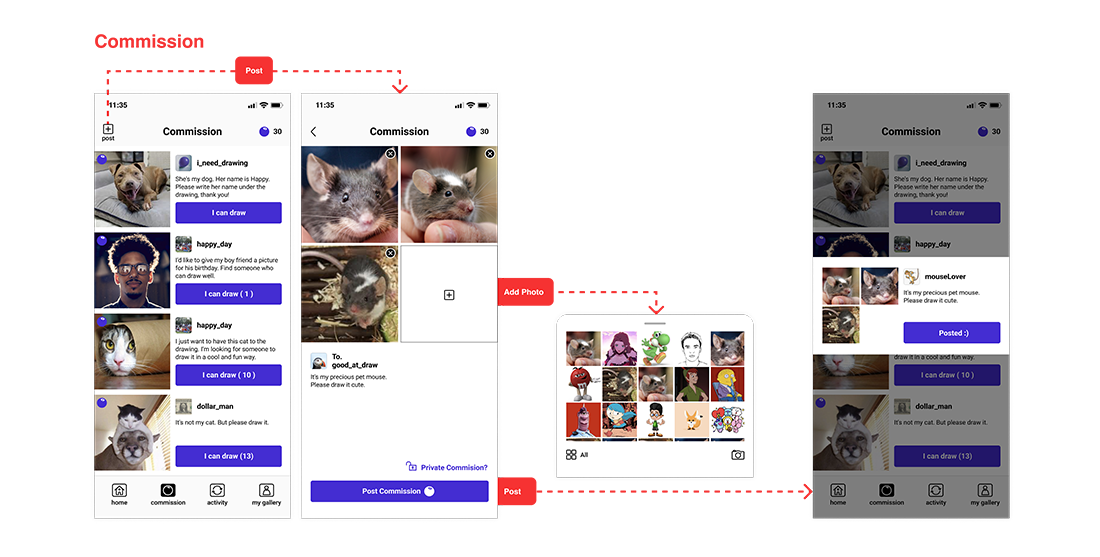 Commission
Post
11:35
post
Commission
30
i_need_drawing
She's my dog. Her name is Happy.
Please write her name under the
drawing, thank you!
I can draw
happy_day
I'd like to give my boy friend a picture
for his birthday. Find someone who
can draw well.
I can draw ( 1 )
happy_day
I just want to have this cat to the
drawing. I'm looking for someone to
draw it in a cool and fun way.
I can draw ( 10 )
dollar_man
It's not my cat. But please draw it.
I can draw (13)
home
commission
activity
my gallery
11:35
Commission
30
To.
good_at_draw
It's my precious pet mouse.
Please draw it cute.
Private Commision?
Post Commission
Add Photo
All
Post
11:35
post
Commission
30
i_need_drawing
She's my dog. Her name is Happy.
Please write her name under the
drawing, thank you!
I can draw
happy_day
mouseLover
It's my precious pet mouse.
Please draw it cute.
Posted :)
draw it in a cool and fun way.
I can draw ( 10 )
dollar_man
It's not my cat. But please draw it.
I can draw (13)
home
commission
activity
my gallery